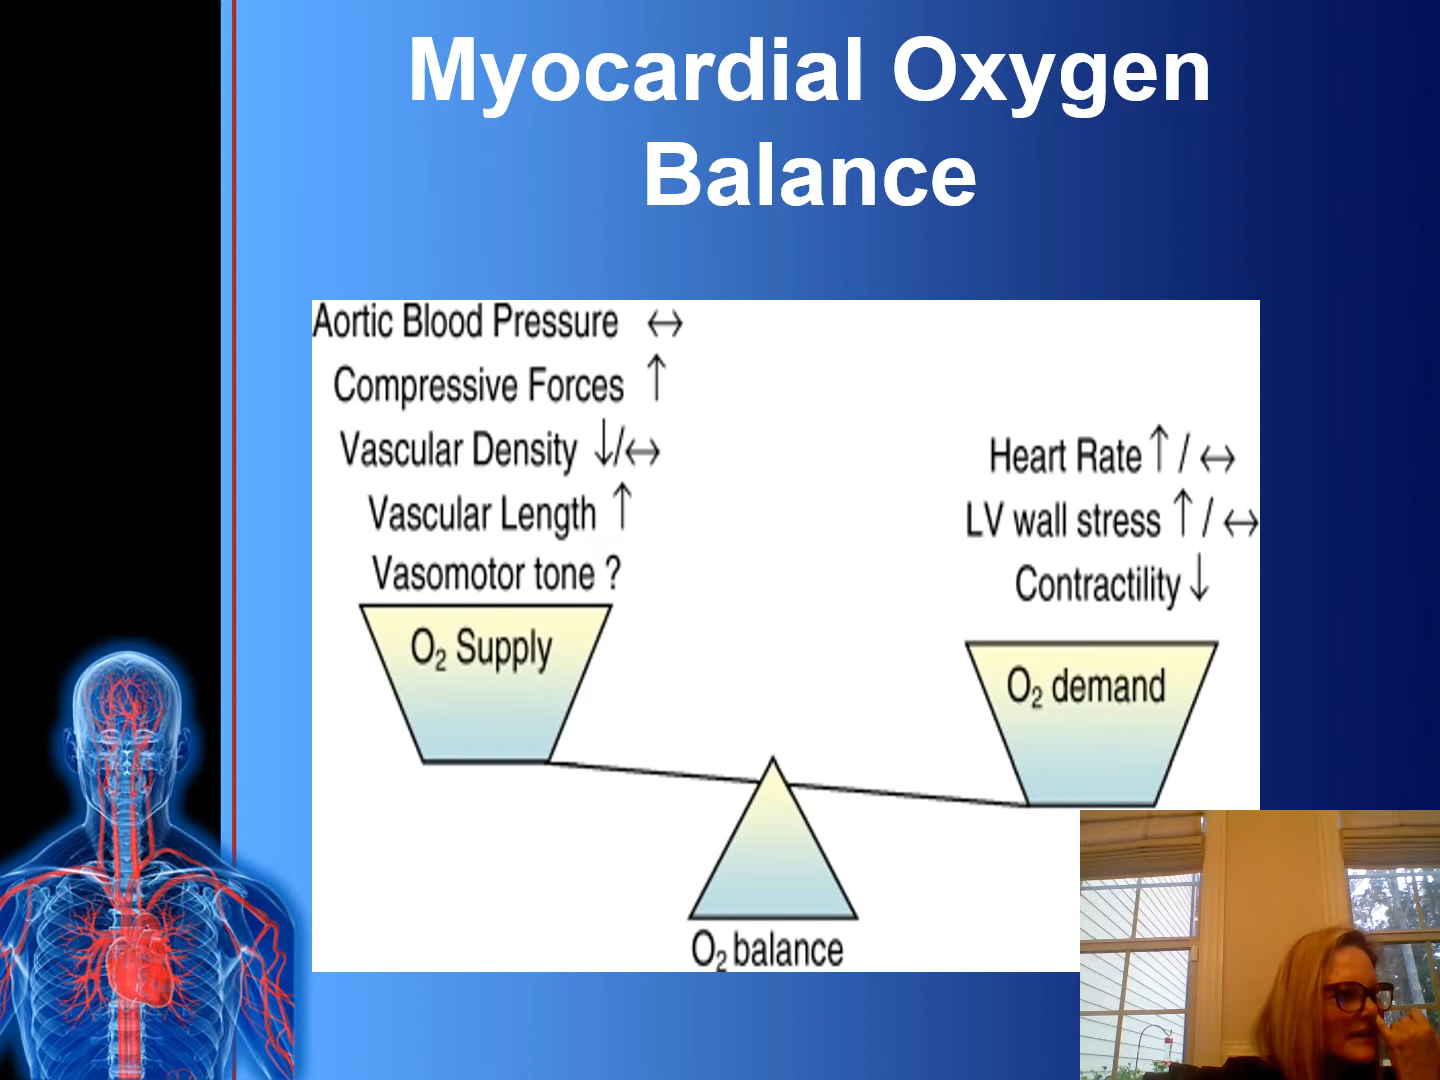 Myocardial Oxygen
Balance
Aortic Blood Pressure ↔
Compressive Forces ↑
Vascular Density ↓/↔
Vascular Length ↑
Vasomotor tone ?
O₂ Supply
Heart Rate ↑ / ↔
LV wall stress ↑ / ↔
Contractility ↓
O₂ demand
O₂ balance